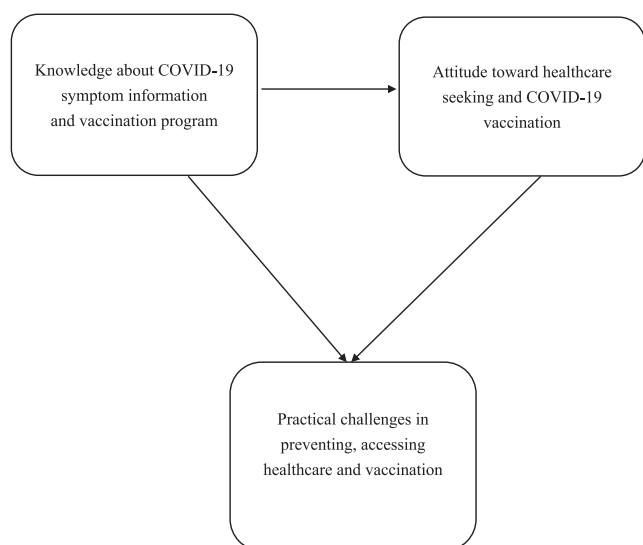 Knowledge about COVID-19
symptom information
and vaccination program
Attitude toward healthcare
seeking and COVID-19
vaccination
Practical challenges in
preventing, accessing
healthcare and vaccination